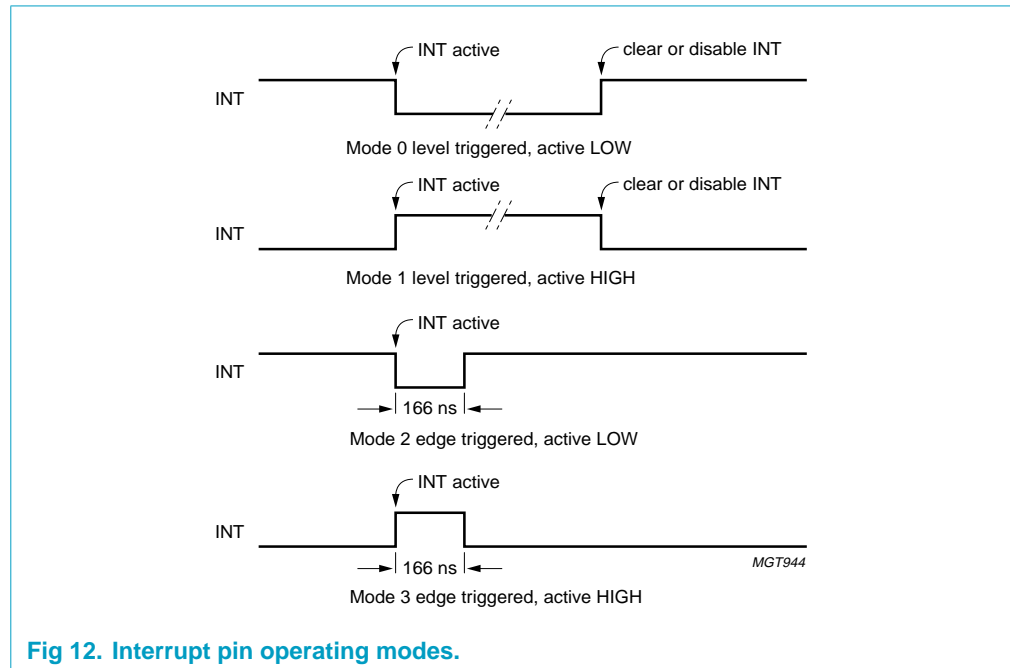 INT active
clear or disable INT
INT
Mode 0 level triggered, active LOW
INT active
clear or disable INT
INT
Mode 1 level triggered, active HIGH
INT active
INT
166 ns
Mode 2 edge triggered, active LOW
INT active
INT
166 ns
MGT944
Mode 3 edge triggered, active HIGH
Fig 12. Interrupt pin operating modes.